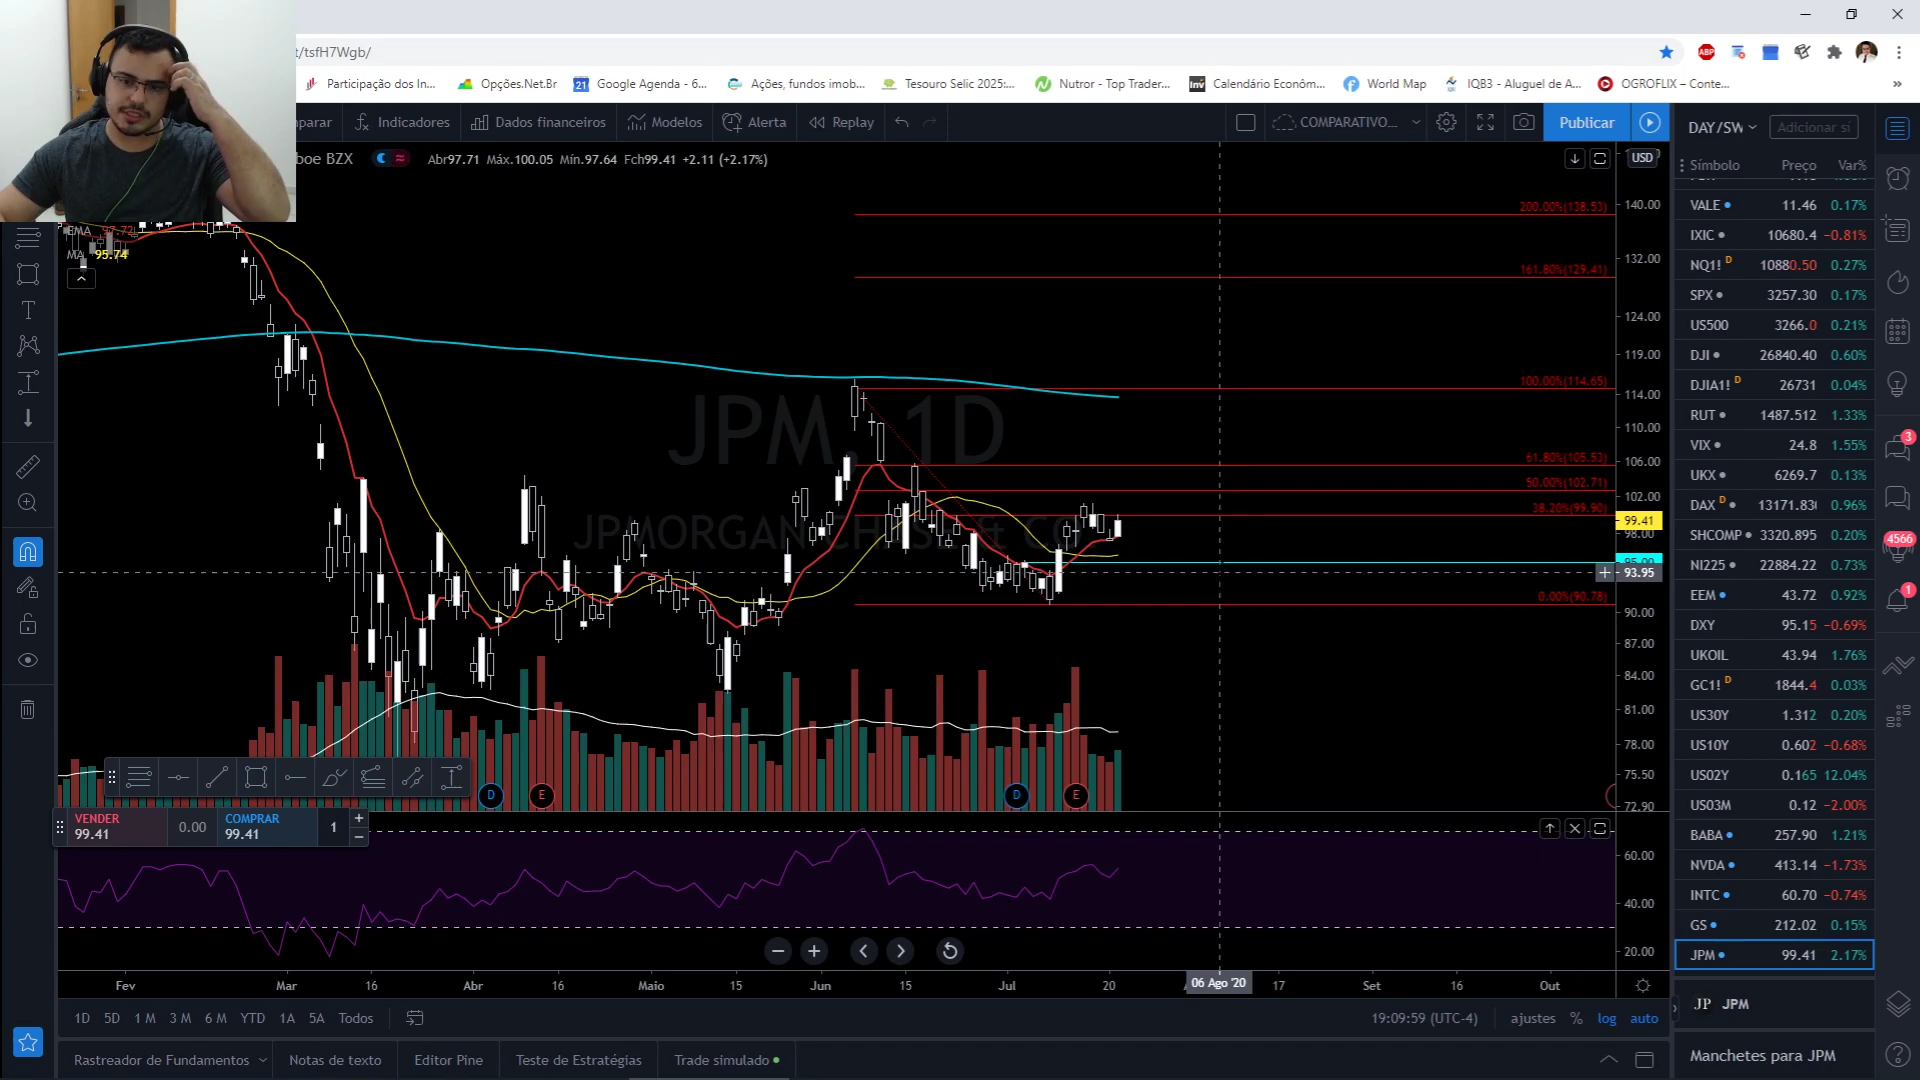 t/tsfH7Wgb/
Participação dos In...
Opções.Net.Br
21
Google Agenda - 6...
Ações, fundos imob...
Tesouro Selic 2025:...
Nutror - Top Trader...
Inv
Calendário Econôm...
World Map
IQB3 - Aluguel de A...
OGROFLIX – Conte...
»
ABP
parar
Indicadores
Dados financeiros
Modelos
Alerta
Replay
COMPARATIVO...
Publicar
DAY/SW
Adicionar sí
boe BZX
Abr97.71 Máx.100.05 Mín.97.64 Fch99.41 +2.11 (+2.17%)
USD
EMA 97.72
MA 95.74
JPM, 1D
JPMORGAN CHASE & CO.
200.00%(138.53)
161.80%(129.41)
100.00%(114.65)
61.80%(105.53)
50.00%(102.71)
38.20%(99.90)
0.00%(90.78)
140.00
132.00
124.00
119.00
114.00
110.00
106.00
102.00
99.41
98.00
95.00
93.95
90.00
87.00
84.00
81.00
78.00
75.50
72.90
D
E
D
E
VENDER
99.41
0.00
COMPRAR
99.41
1
60.00
40.00
20.00
Fev
Mar
16
Abr
16
Maio
15
Jun
15
Jul
20
06 Ago '20
17
Set
16
Out
1D 5D 1 M 3 M 6 M YTD 1A 5A Todos
19:09:59 (UTC-4)
ajustes % log auto
Rastreador de Fundamentos
Notas de texto
Editor Pine
Teste de Estratégias
Trade simulado
Símbolo Preço Var%
VALE 11.46 0.17%
IXIC 10680.4 −0.81%
NQ1! D 10880.50 0.27%
SPX 3257.30 0.17%
US500 3266.0 0.21%
DJI 26840.40 0.60%
DJIA1! D 26731 0.04%
RUT 1487.512 1.33%
VIX 24.8 1.55%
UKX 6269.7 0.13%
DAX D 13171.830 0.96%
SHCOMP 3320.895 0.20%
NI225 22884.22 0.73%
EEM 43.72 0.92%
DXY 95.15 −0.69%
UKOIL 43.94 1.76%
GC1! D 1844.4 0.03%
US30Y 1.312 0.20%
US10Y 0.602 −0.68%
US02Y 0.165 12.04%
US03M 0.12 −2.00%
BABA 257.90 1.21%
NVDA 413.14 −1.73%
INTC 60.70 −0.74%
GS 212.02 0.15%
JPM 99.41 2.17%
JP JPM
Manchetes para JPM
3
4566
1